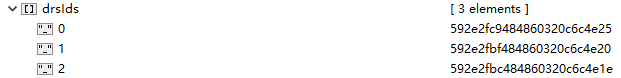 drsIds [ 3 elements ]
0 592e2fc9484860320c6c4e25
1 592e2fbf484860320c6c4e20
2 592e2fbc484860320c6c4e1e